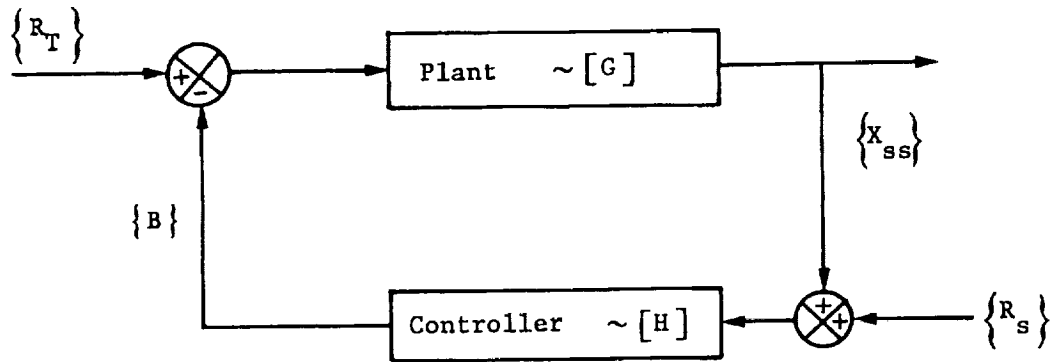 {R_T}
+
-
Plant ~[G]
{X_ss}
{B}
Controller ~[H]
+
+
{R_s}